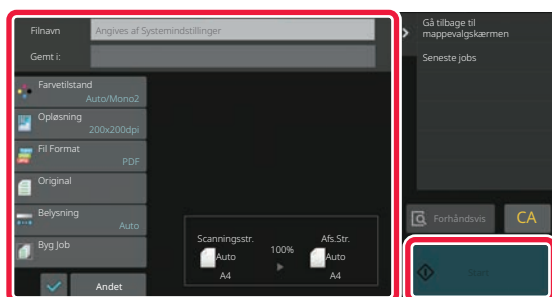 Filnavn
Angives af Systemindstillinger
Gemt i:
Farvetilstand
Auto/Mono2
Opløsning
200x200dpi
Fil Format
PDF
Original
Belysning
Auto
Byg Job
Andet
Scanningsstr.
Auto
A4
100%
Afs.Str.
Auto
A4
Gå tilbage til
mappevalgskærmen
Seneste jobs
Forhåndsvis
CA
Start